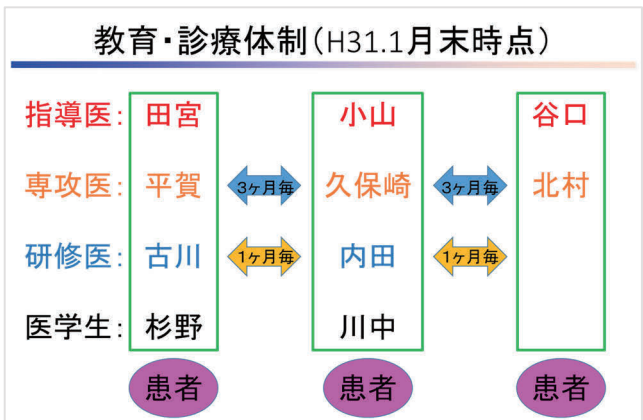 教育・診療体制（H31.1月末時点）
指導医： 田宮 小山 谷口
専攻医： 平賀 3ヶ月毎 久保崎 3ヶ月毎 北村
研修医： 古川 1ヶ月毎 内田 1ヶ月毎
医学生： 杉野 川中
患者 患者 患者